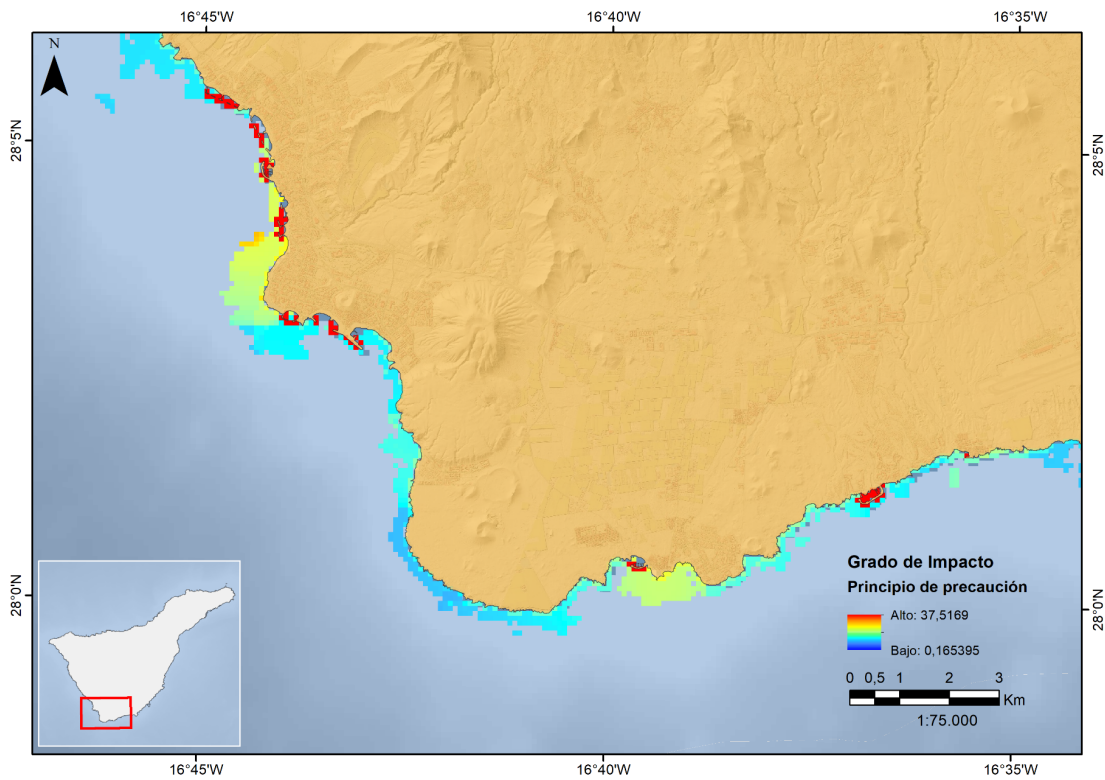 16°45'W
16°40'W
16°35'W
N
28°5'N
28°5'N
Grado de Impacto
Principio de precaución
Alto: 37,5169
Bajo: 0,165395
28°0'N
28°0'N
0 0,5 1 2 3
Km
1:75.000
16°45'W
16°40'W
16°35'W